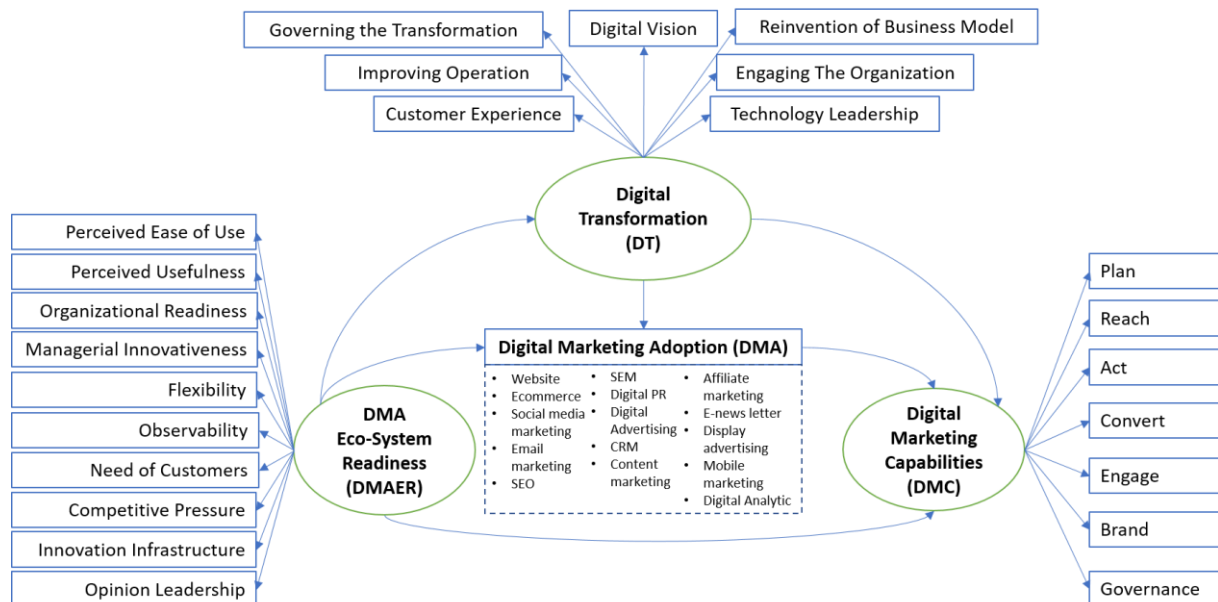 Governing the Transformation
Digital Vision
Reinvention of Business Model
Improving Operation
Engaging The Organization
Customer Experience
Technology Leadership
Digital
Transformation
(DT)
Perceived Ease of Use
Perceived Usefulness
Organizational Readiness
Managerial Innovativeness
Flexibility
Observability
Need of Customers
Competitive Pressure
Innovation Infrastructure
Opinion Leadership
DMA
Eco-System
Readiness
(DMAER)
Digital Marketing Adoption (DMA)
• Website
• Ecommerce
• Social media
marketing
• Email
marketing
• SEO
• SEM
• Digital PR
• Digital
Advertising
• CRM
• Content
marketing
• Affiliate
marketing
• E-news letter
• Display
advertising
• Mobile
marketing
• Digital Analytic
Digital
Marketing
Capabilities
(DMC)
Plan
Reach
Act
Convert
Engage
Brand
Governance